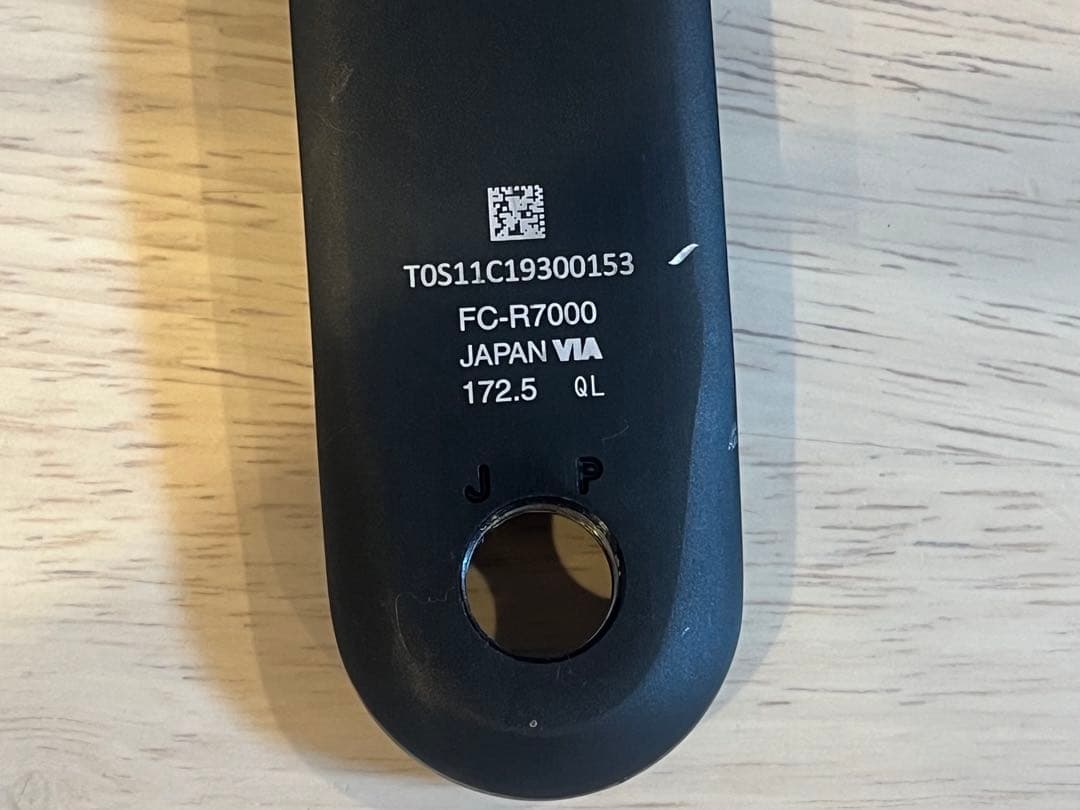 T0S11C19300153
FC-R7000
JAPAN VIA
172.5 QL
J P